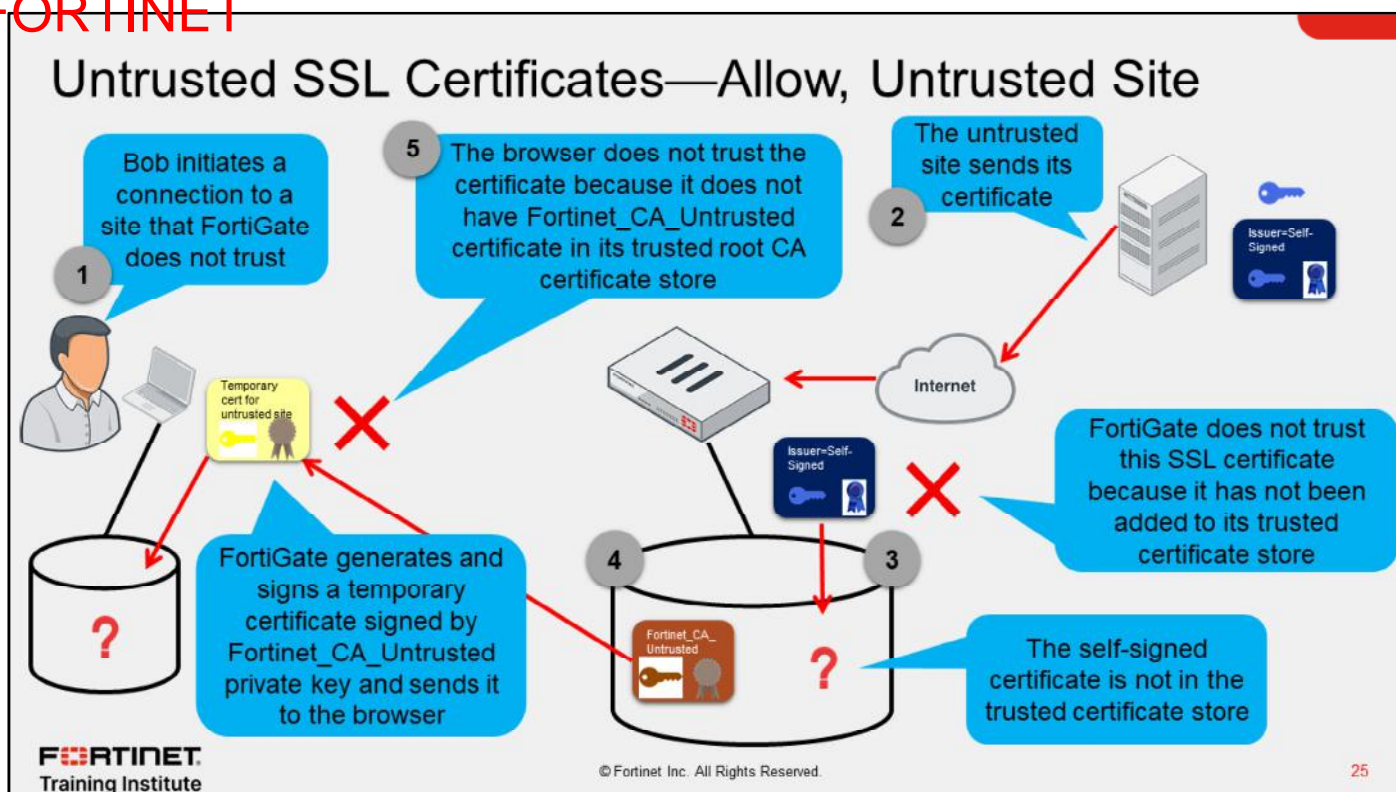 FORTINET
Untrusted SSL Certificates—Allow, Untrusted Site
1
Bob initiates a
connection to a
site that FortiGate
does not trust
5
The browser does not trust the
certificate because it does not
have Fortinet_CA_Untrusted
certificate in its trusted root CA
certificate store
2
The untrusted
site sends its
certificate
Issuer=Self-
Signed
Internet
Temporary
cert for
untrusted site
Issuer=Self-
Signed
FortiGate does not trust
this SSL certificate
because it has not been
added to its trusted
certificate store
?
FortiGate generates and
signs a temporary
certificate signed by
Fortinet_CA_Untrusted
private key and sends it
to the browser
4
3
Fortinet_CA_
Untrusted
?
The self-signed
certificate is not in the
trusted certificate store
FORTINET.
Training Institute
© Fortinet Inc. All Rights Reserved.
25